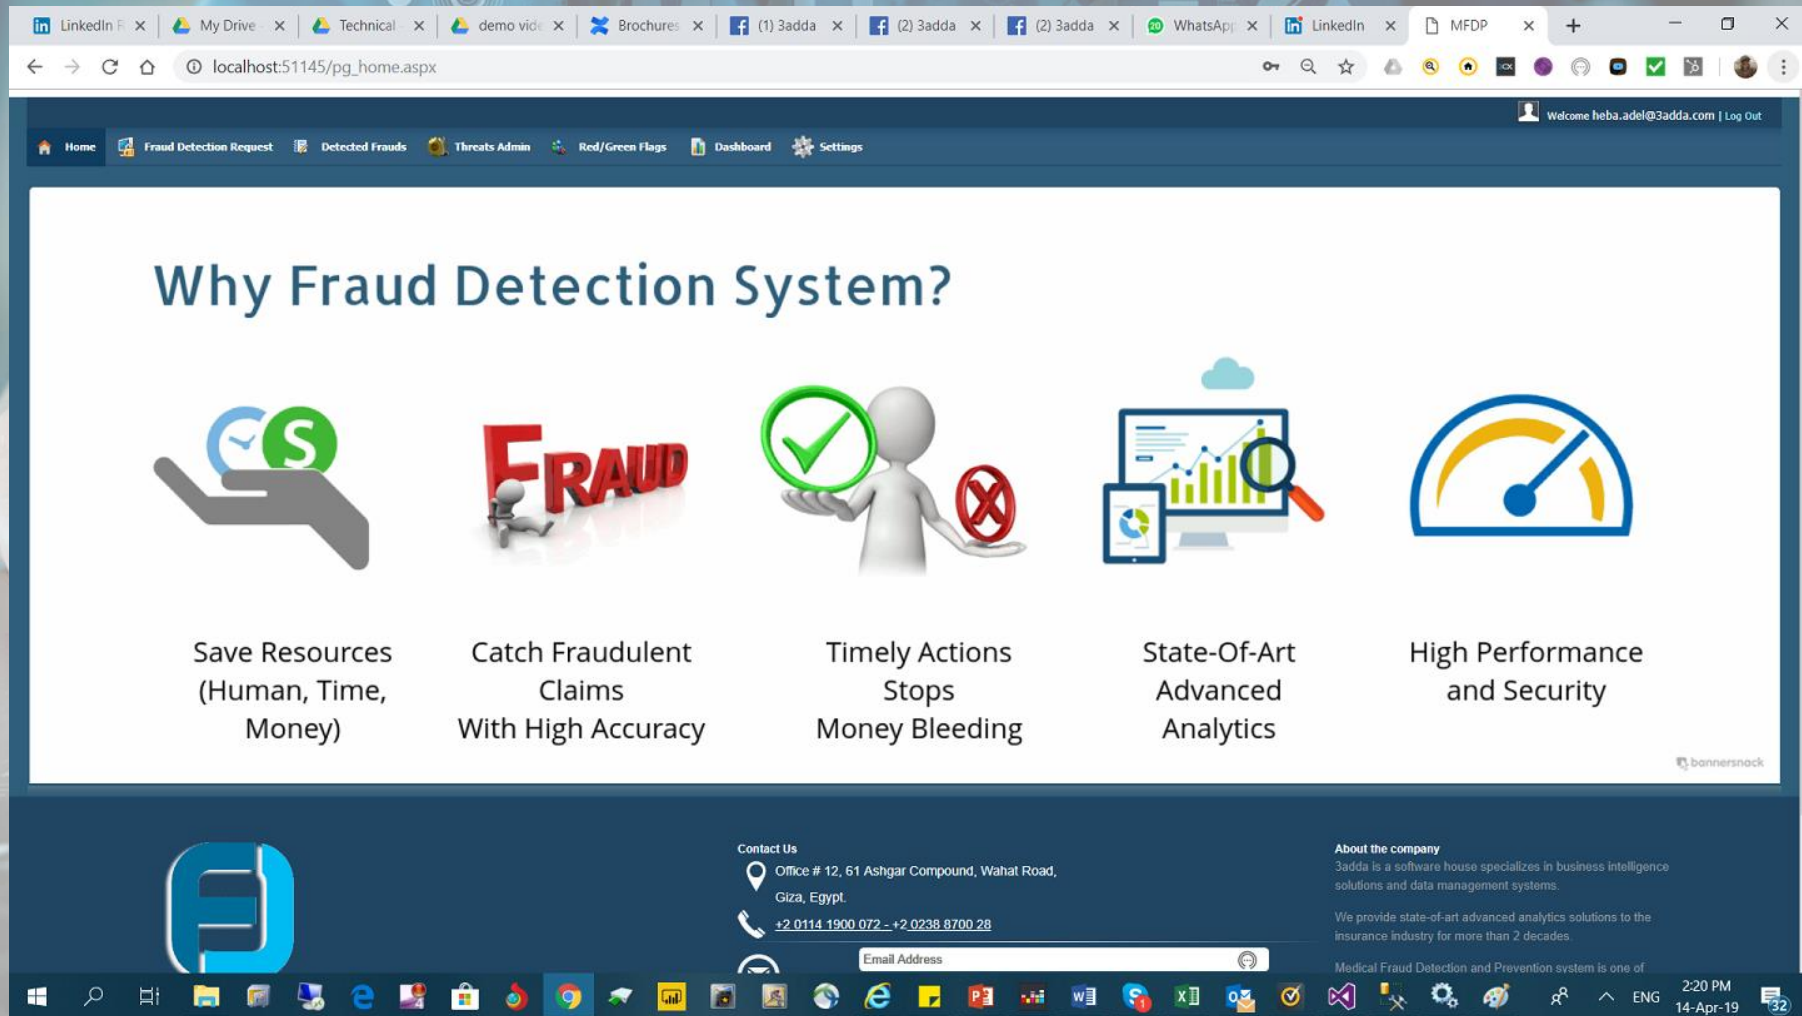 LinkedIn R
My Drive -
Technical -
demo vide
Brochures
(1) 3adda
(2) 3adda
(2) 3adda
WhatsApp
LinkedIn
MFDP
localhost:51145/pg_home.aspx
Welcome heba.adel@3adda.com | Log Out
Home
Fraud Detection Request
Detected Frauds
Threats Admin
Red/Green Flags
Dashboard
Settings
Why Fraud Detection System?
S
FRAUD
Save Resources
(Human, Time,
Money)
Catch Fraudulent
Claims
With High Accuracy
Timely Actions
Stops
Money Bleeding
State-Of-Art
Advanced
Analytics
High Performance
and Security
bannersnack
Contact Us
Office # 12, 61 Ashgar Compound, Wahat Road,
Giza, Egypt.
+2 0114 1900 072 - +2 0238 8700 28
Email Address
About the company
3adda is a software house specializes in business intelligence
solutions and data management systems.
We provide state-of-art advanced analytics solutions to the
insurance industry for more than 2 decades.
Medical Fraud Detection and Prevention system is one of
ENG
2:20 PM
14-Apr-19
32